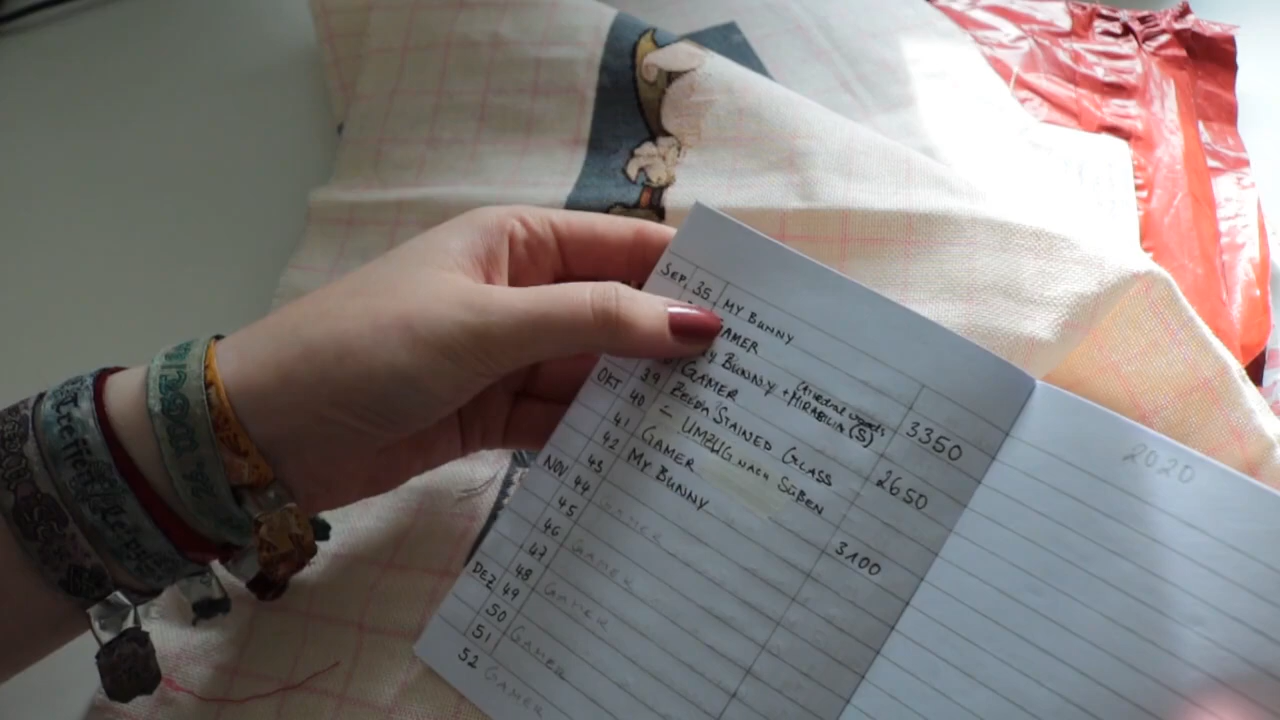 SEP. 35 MY BUNNY
GAMER
MY BUNNY + MIRABILIA (S) 3350
39 GAMER
OKT 40 ZELDA STAINED GLASS 2650
41 – UMZUG NACH SÜDEN
42 GAMER
43 MY BUNNY 3100
NOV 44
45 GAMER
46
47 GAMER
48
DEZ 49 GAMER
50
51 GAMER
52 GAMER
2020